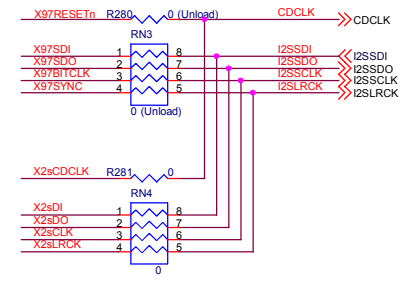 X97RESETn R280 0 (Unload) CDCLK CDCLK
RN3
X97SDI 1 8 I2SSDI I2SSDI
X97SDO 2 7 I2SSDO I2SSDO
X97BITCLK 3 6 I2SSCLK I2SSCLK
X97SYNC 4 5 I2SLRCK I2SLRCK
0 (Unload)
X2sCDCLK R281 0
RN4
X2sDI 1 8
X2sDO 2 7
X2sCLK 3 6
X2sLRCK 4 5
0